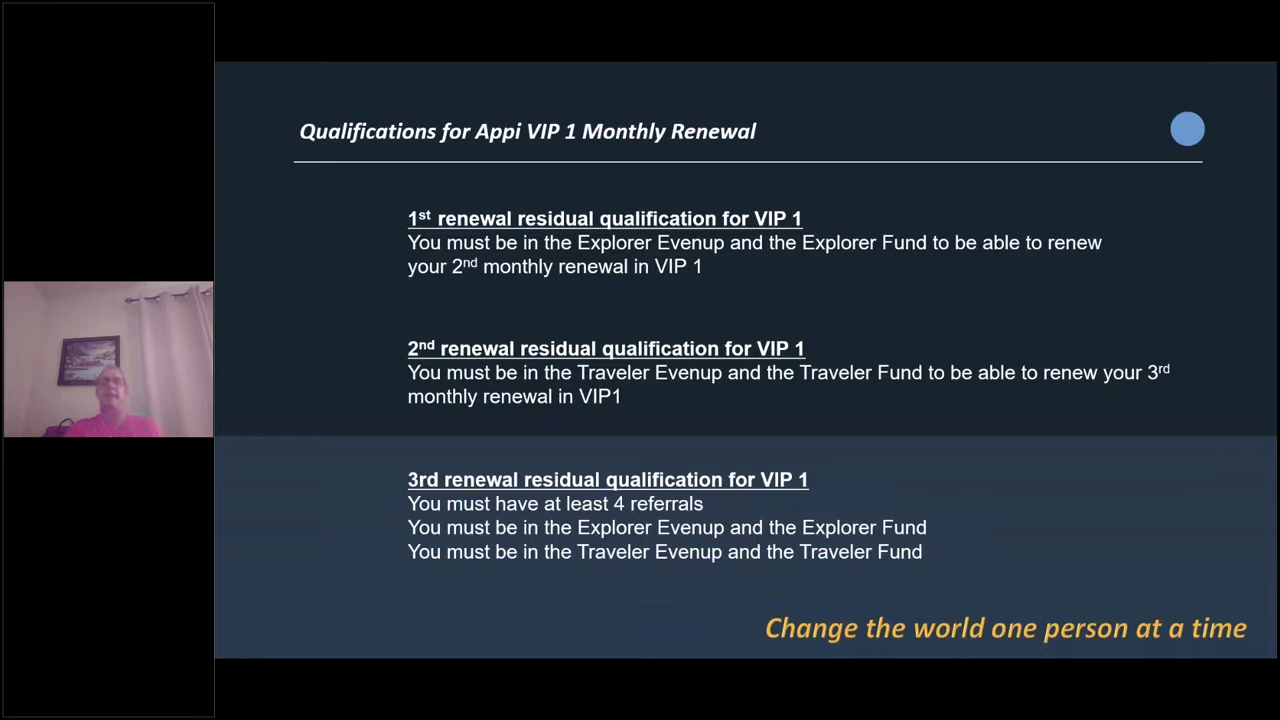 Qualifications for Appi VIP 1 Monthly Renewal
1st renewal residual qualification for VIP 1
You must be in the Explorer Evenup and the Explorer Fund to be able to renew
your 2nd monthly renewal in VIP 1
2nd renewal residual qualification for VIP 1
You must be in the Traveler Evenup and the Traveler Fund to be able to renew your 3rd
monthly renewal in VIP1
3rd renewal residual qualification for VIP 1
You must have at least 4 referrals
You must be in the Explorer Evenup and the Explorer Fund
You must be in the Traveler Evenup and the Traveler Fund
Change the world one person at a time